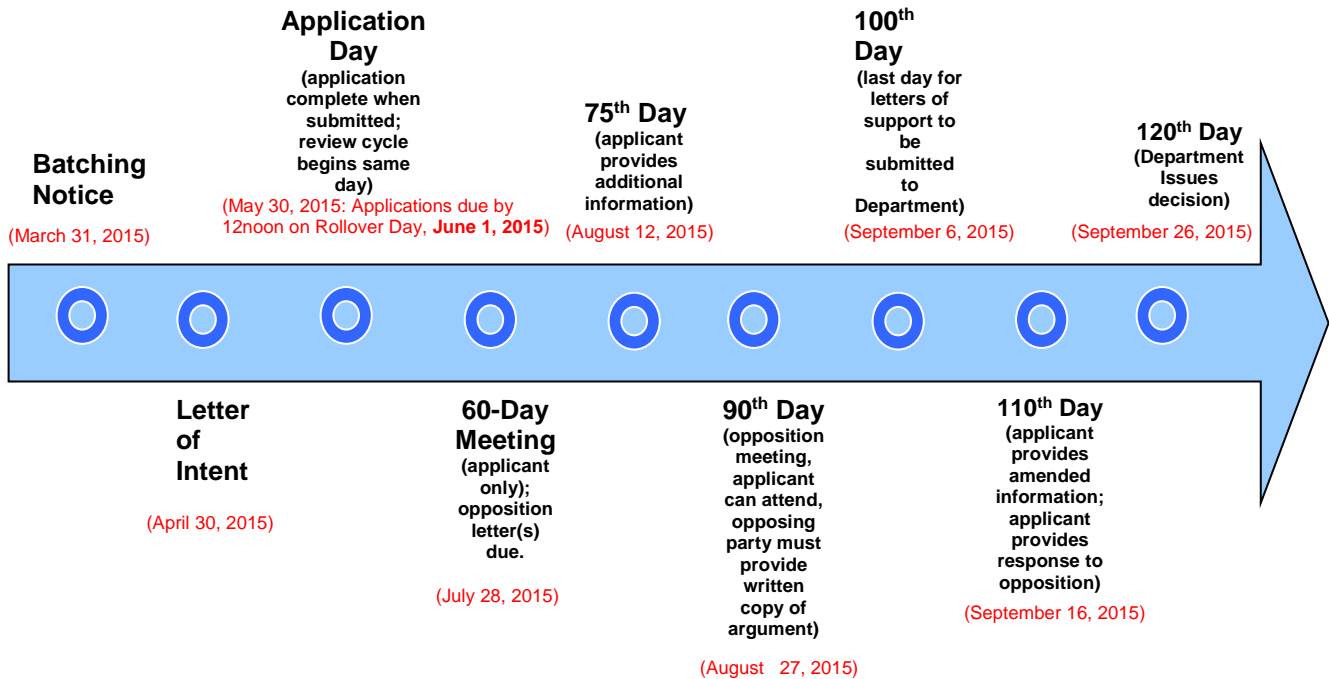 Batching
Notice
(March 31, 2015)
Application
Day
(application
complete when
submitted;
review cycle
begins same
day)
(May 30, 2015: Applications due by
12noon on Rollover Day, June 1, 2015)
75th Day
(applicant
provides
additional
information)
(August 12, 2015)
100th
Day
(last day for
letters of
support to
be
submitted
to
Department)
(September 6, 2015)
120th Day
(Department
Issues
decision)
(September 26, 2015)
Letter
of
Intent
(April 30, 2015)
60-Day
Meeting
(applicant
only);
opposition
letter(s)
due.
(July 28, 2015)
90th Day
(opposition
meeting,
applicant
can attend,
opposing
party must
provide
written
copy of
argument)
(August 27, 2015)
110th Day
(applicant
provides
amended
information;
applicant
provides
response to
opposition)
(September 16, 2015)